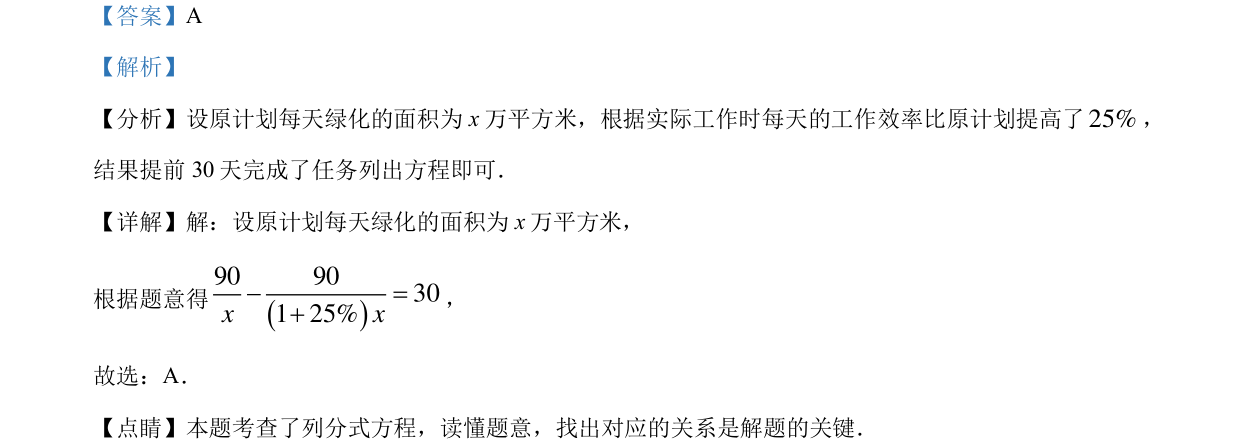 【答案】A
【解析】
【分析】设原计划每天绿化的面积为 x 万平方米，根据实际工作时每天的工作效率比原计划提高了 25%，
结果提前 30 天完成了任务列出方程即可．
【详解】解：设原计划每天绿化的面积为 x 万平方米，
根据题意得 90/x − 90/((1+25%)x) = 30，
故选：A．
【点睛】本题考查了列分式方程，读懂题意，找出对应的关系是解题的关键．